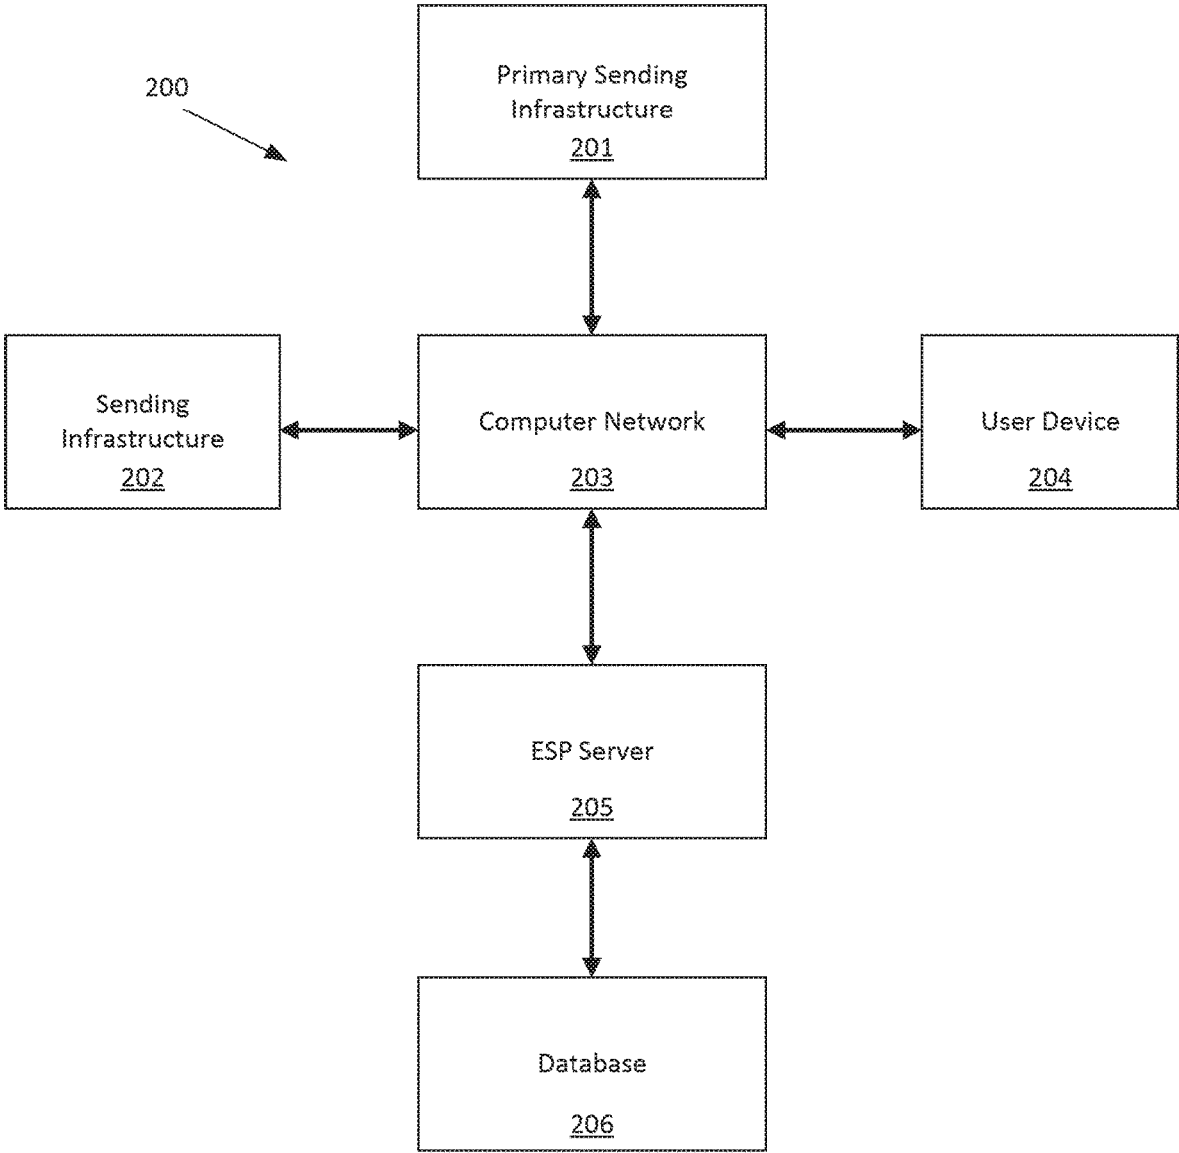 200
Primary Sending
Infrastructure
201
Sending
Infrastructure
202
Computer Network
203
User Device
204
ESP Server
205
Database
206